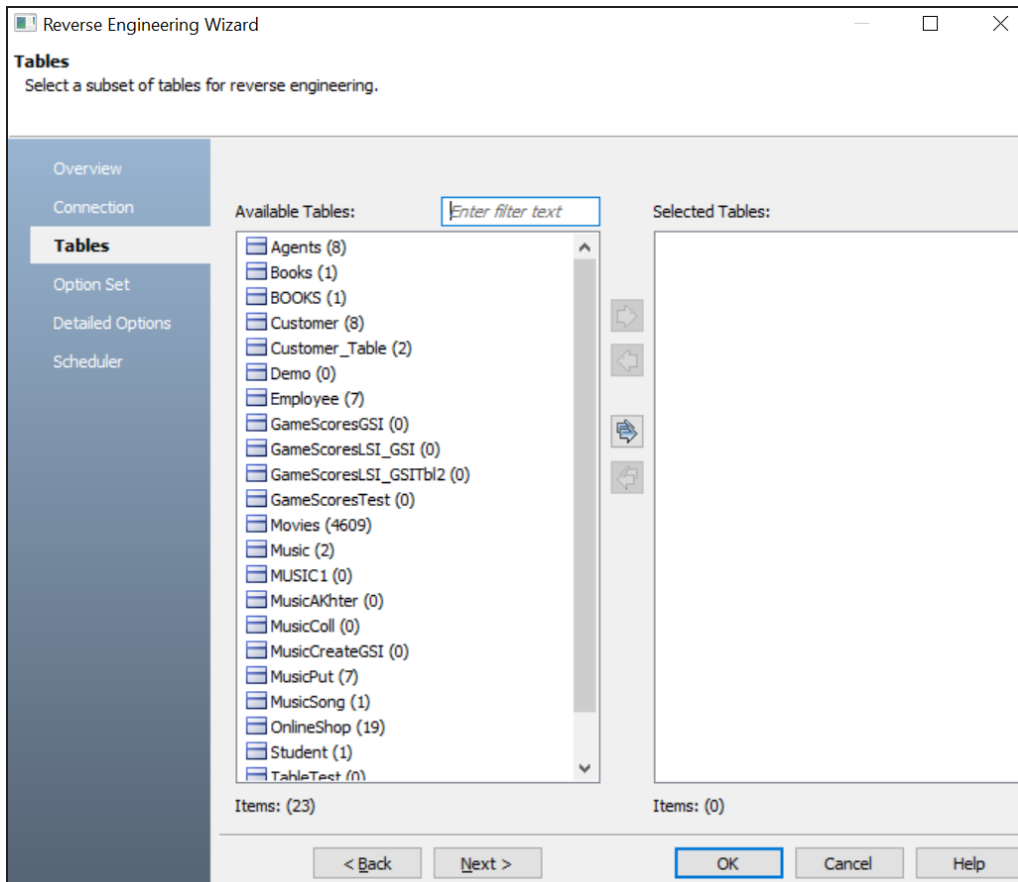 Reverse Engineering Wizard
Tables
Select a subset of tables for reverse engineering.
Overview
Connection
Tables
Option Set
Detailed Options
Scheduler
Available Tables:
Enter filter text
Agents (8)
Books (1)
BOOKS (1)
Customer (8)
Customer_Table (2)
Demo (0)
Employee (7)
GameScoresGSI (0)
GameScoresLSI_GSI (0)
GameScoresLSI_GSITbl2 (0)
GameScoresTest (0)
Movies (4609)
Music (2)
MUSIC1 (0)
MusicAKhter (0)
MusicColl (0)
MusicCreateGSI (0)
MusicPut (7)
MusicSong (1)
OnlineShop (19)
Student (1)
TableTest (0)
Items: (23)
Selected Tables:
Items: (0)
< Back
Next >
OK
Cancel
Help